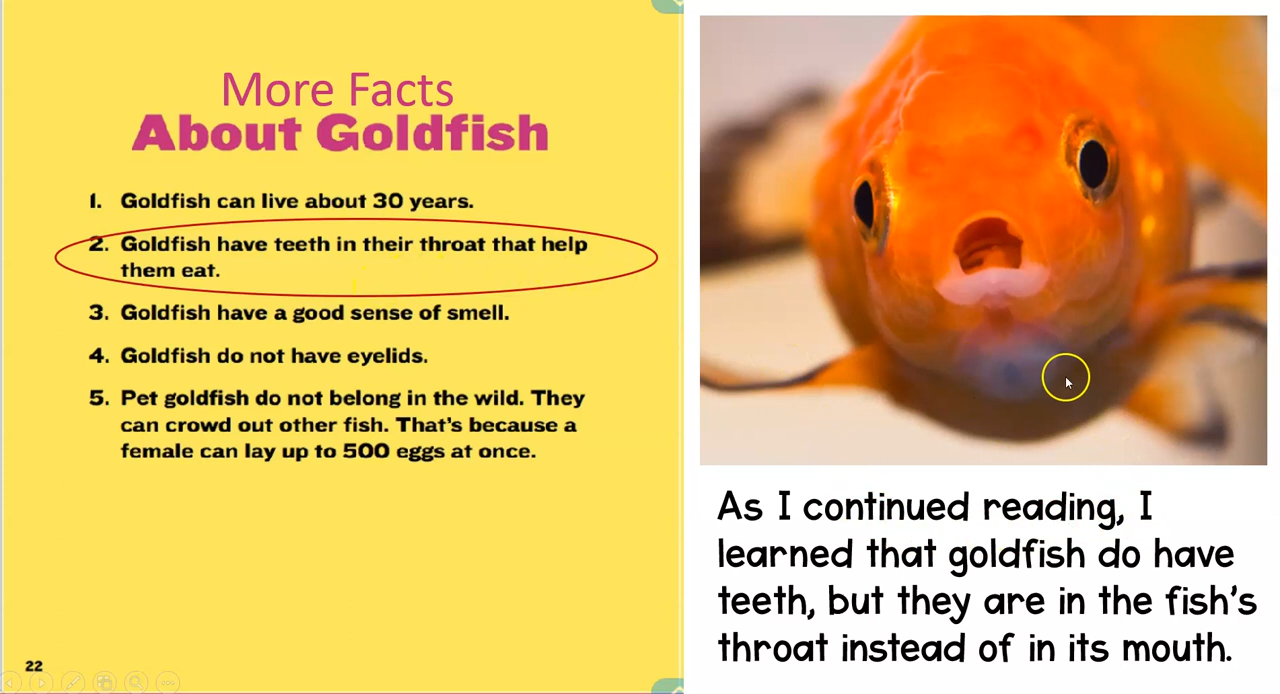 More Facts
About Goldfish
1. Goldfish can live about 30 years.
2. Goldfish have teeth in their throat that help
them eat.
3. Goldfish have a good sense of smell.
4. Goldfish do not have eyelids.
5. Pet goldfish do not belong in the wild. They
can crowd out other fish. That's because a
female can lay up to 500 eggs at once.
22
As I continued reading, I
learned that goldfish do have
teeth, but they are in the fish's
throat instead of in its mouth.